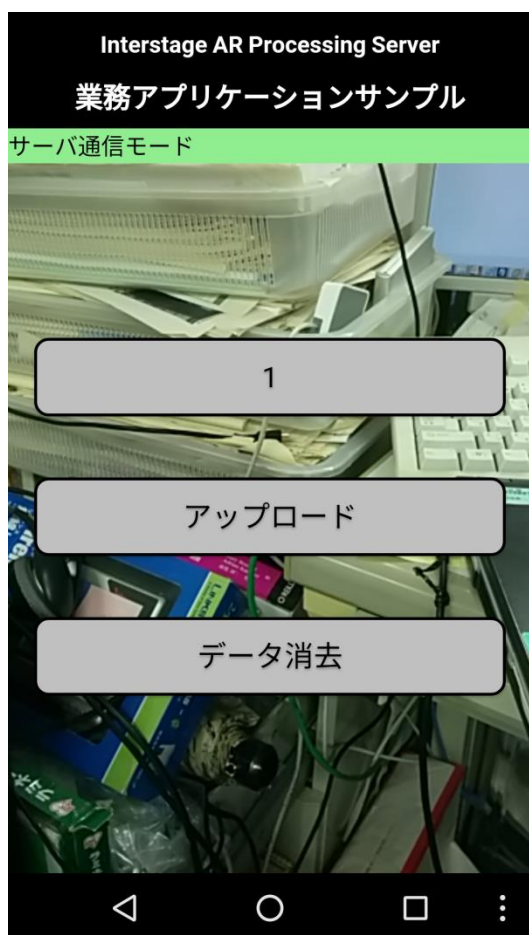 Interstage AR Processing Server
業務アプリケーションサンプル
サーバ通信モード
1
アップロード
データ消去